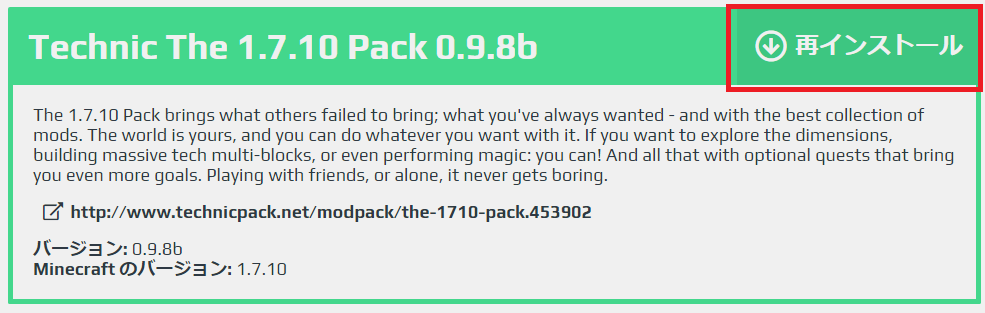 Technic The 1.7.10 Pack 0.9.8b
再インストール
The 1.7.10 Pack brings what others failed to bring; what you've always wanted - and with the best collection of
mods. The world is yours, and you can do whatever you want with it. If you want to explore the dimensions,
building massive tech multi-blocks, or even performing magic: you can! And all that with optional quests that bring
you even more goals. Playing with friends, or alone, it never gets boring.
http://www.technicpack.net/modpack/the-1710-pack.453902
バージョン: 0.9.8b
Minecraft のバージョン: 1.7.10